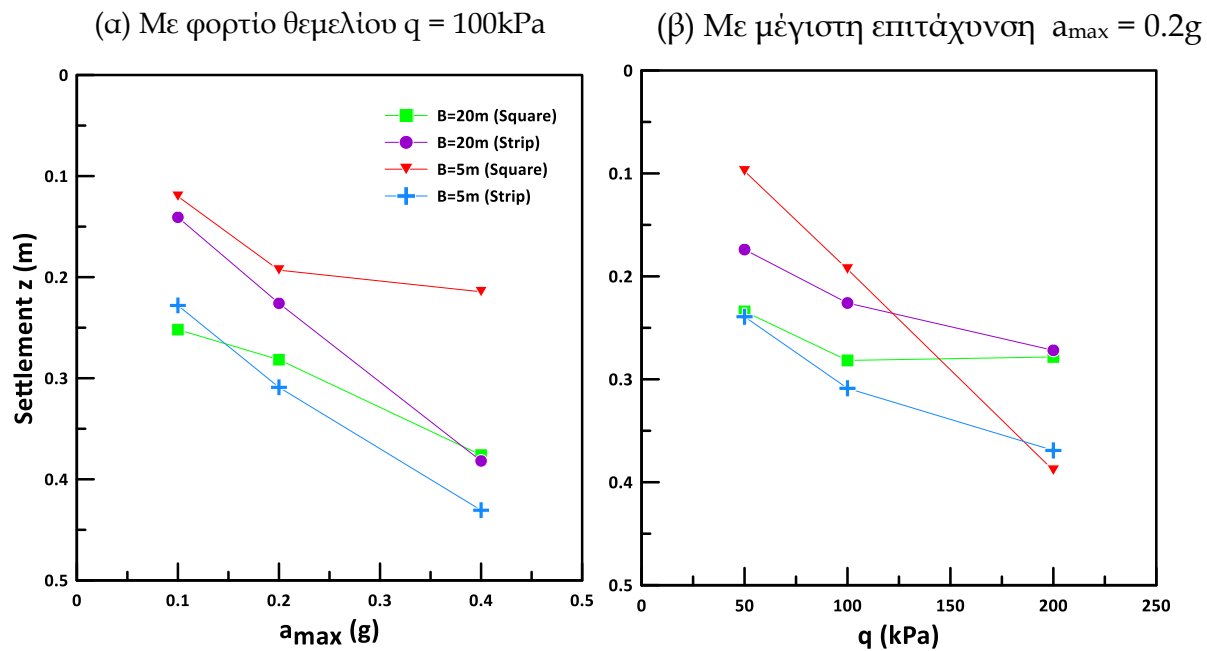 (α) Με φορτίο θεμελίου q = 100kPa
(β) Με μέγιστη επιτάχυνση amax = 0.2g
0
0.1
0.2
0.3
0.4
0.5
Settlement z (m)
B=20m (Square)
B=20m (Strip)
B=5m (Square)
B=5m (Strip)
0
0.1
0.2
0.3
0.4
0.5
amax (g)
0
0.1
0.2
0.3
0.4
0.5
0
50
100
150
200
250
q (kPa)